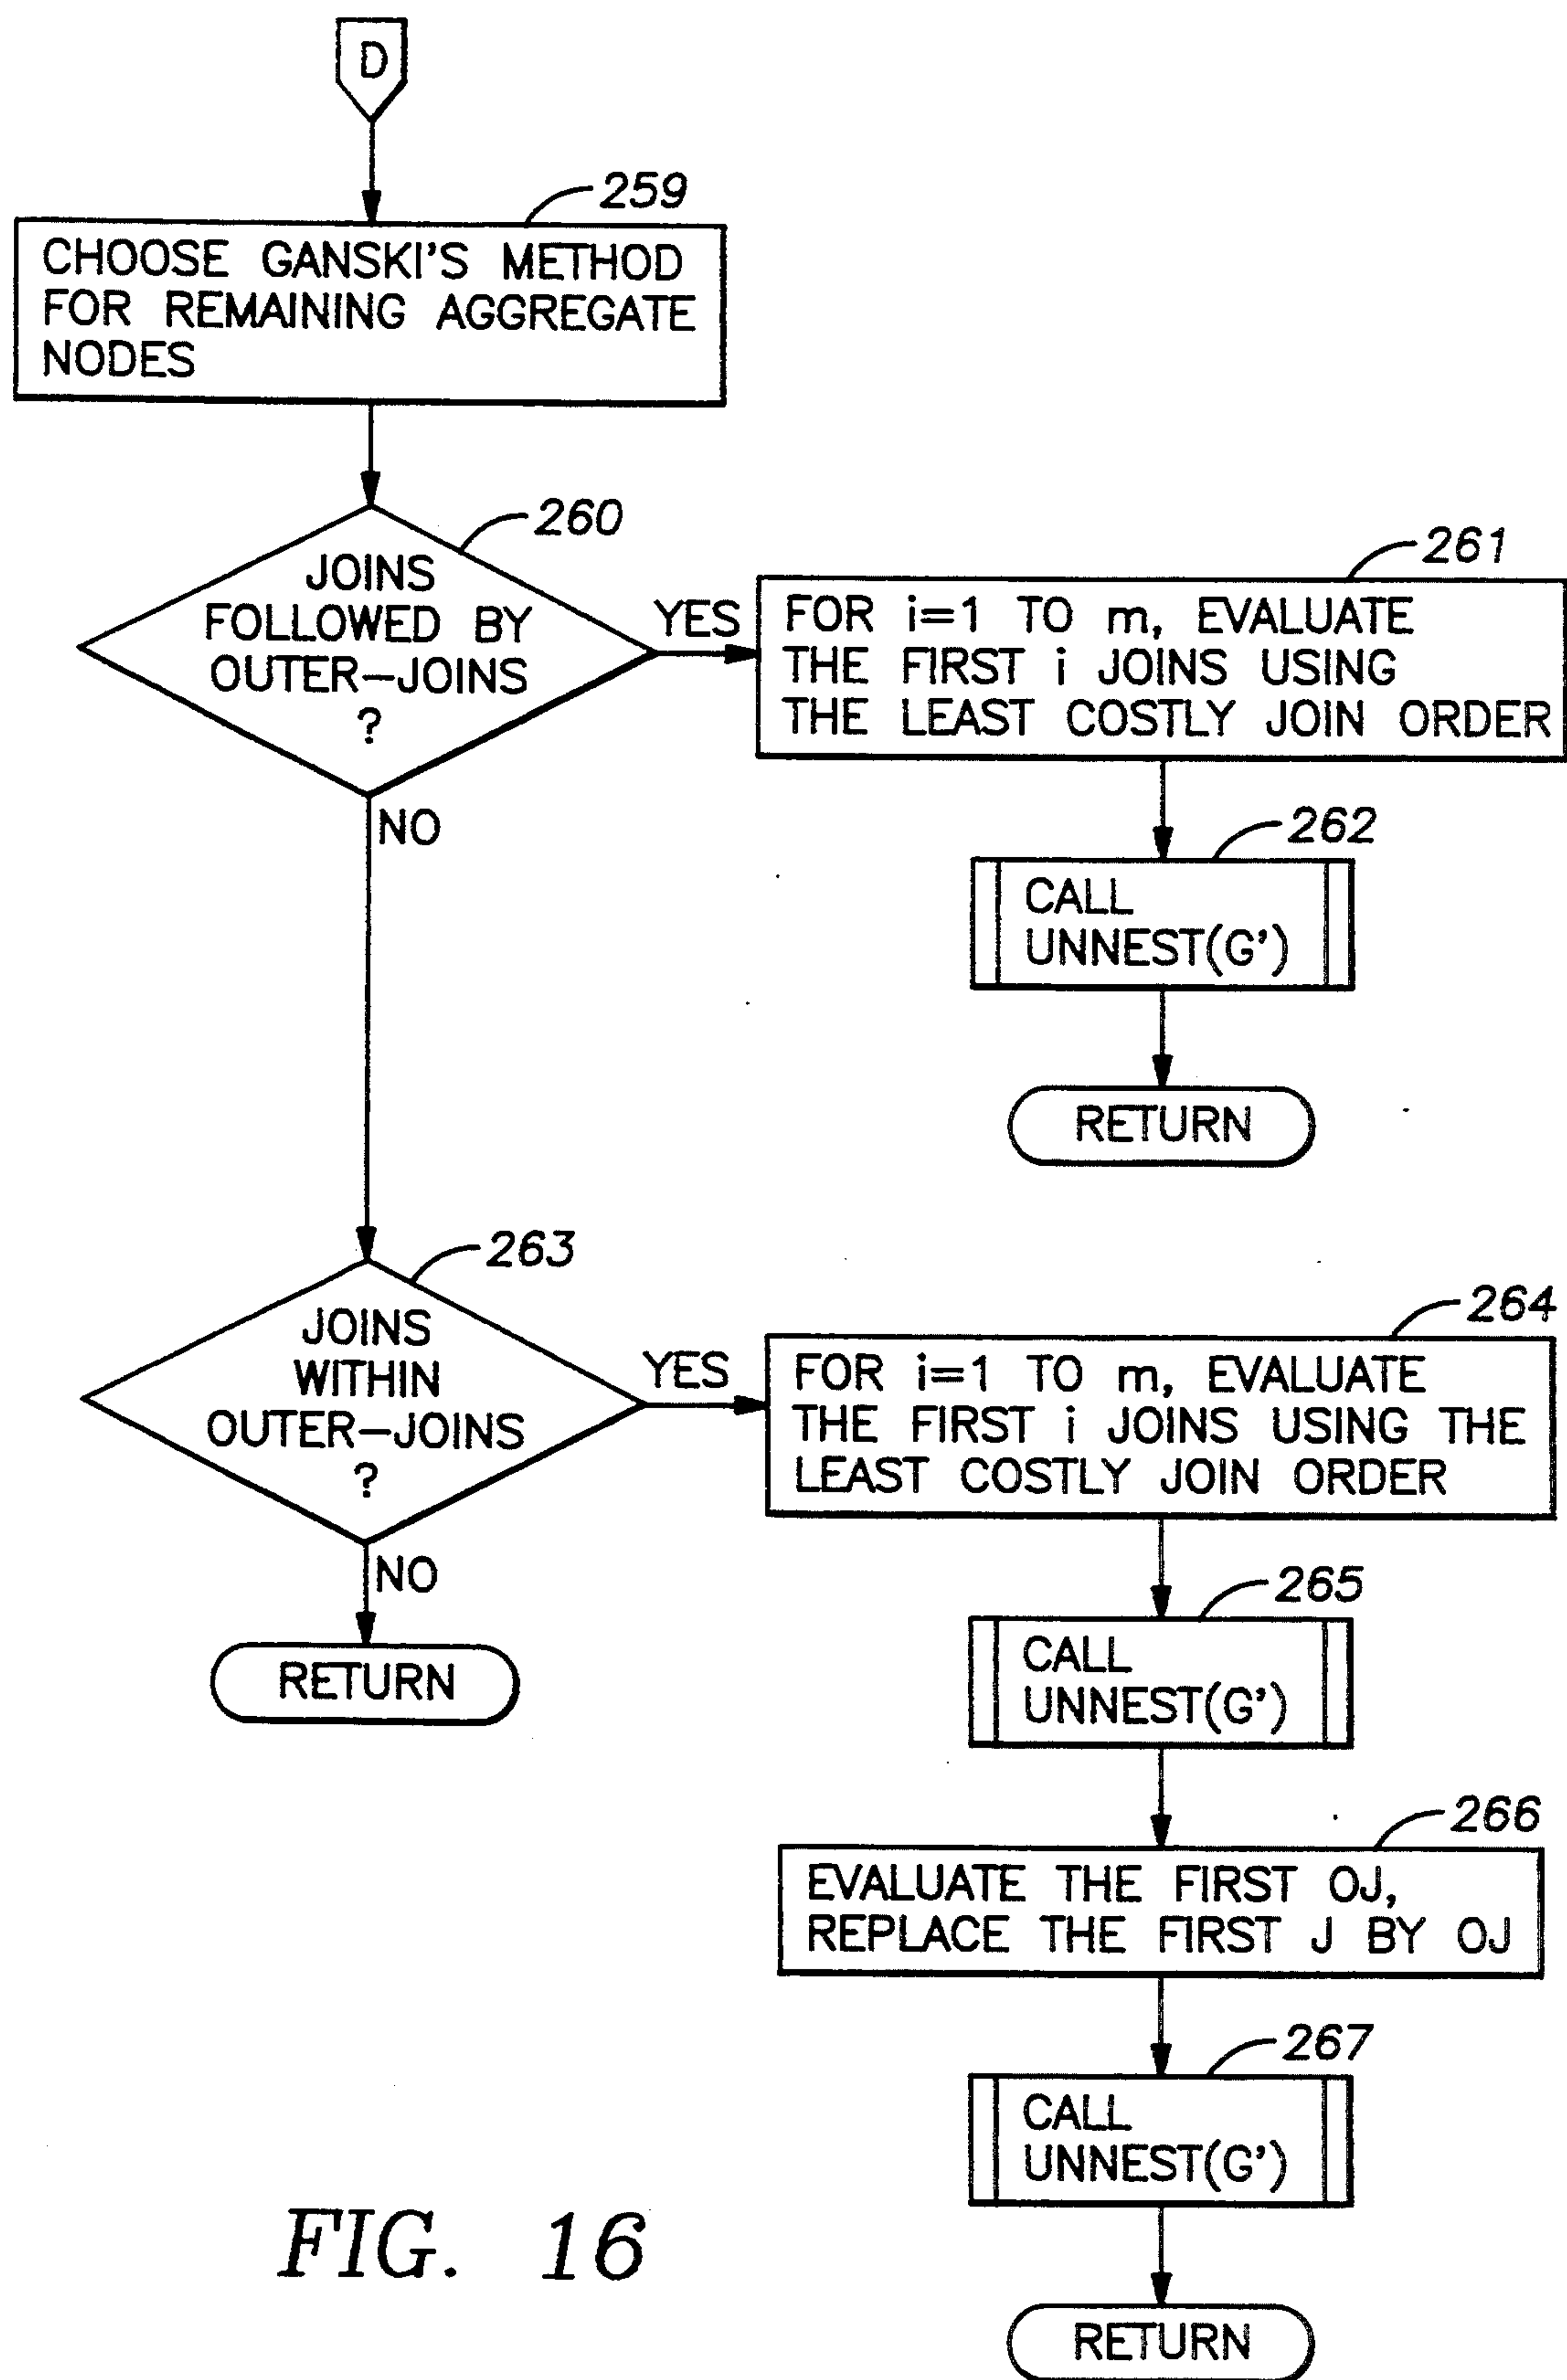 D
259
CHOOSE GANSKI'S METHOD
FOR REMAINING AGGREGATE
NODES
260
JOINS
FOLLOWED BY
OUTER-JOINS
?
YES
NO
261
FOR i=1 TO m, EVALUATE
THE FIRST i JOINS USING
THE LEAST COSTLY JOIN ORDER
262
CALL
UNNEST(G')
RETURN
263
JOINS
WITHIN
OUTER-JOINS
?
YES
NO
RETURN
264
FOR i=1 TO m, EVALUATE
THE FIRST i JOINS USING THE
LEAST COSTLY JOIN ORDER
265
CALL
UNNEST(G')
266
EVALUATE THE FIRST OJ,
REPLACE THE FIRST J BY OJ
267
CALL
UNNEST(G')
RETURN
FIG. 16